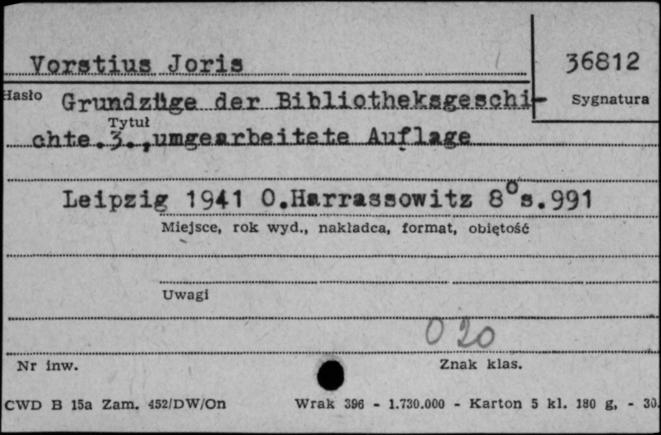 Vorstius Joris
36812
Hasło
Sygnatura
Grundzüge der Bibliotheksgeschi-
Tytuł
chte.3.,umgearbeitete Auflage
Leipzig 1941 O.Harrassowitz 8° s.991
Miejsce, rok wyd., nakładca, format, objętość
Uwagi
020
Nr inw.
Znak klas.
CWD B 15a Zam. 452/DW/On
Wrak 396 - 1.730.000 - Karton 5 kl. 180 g, - 30.